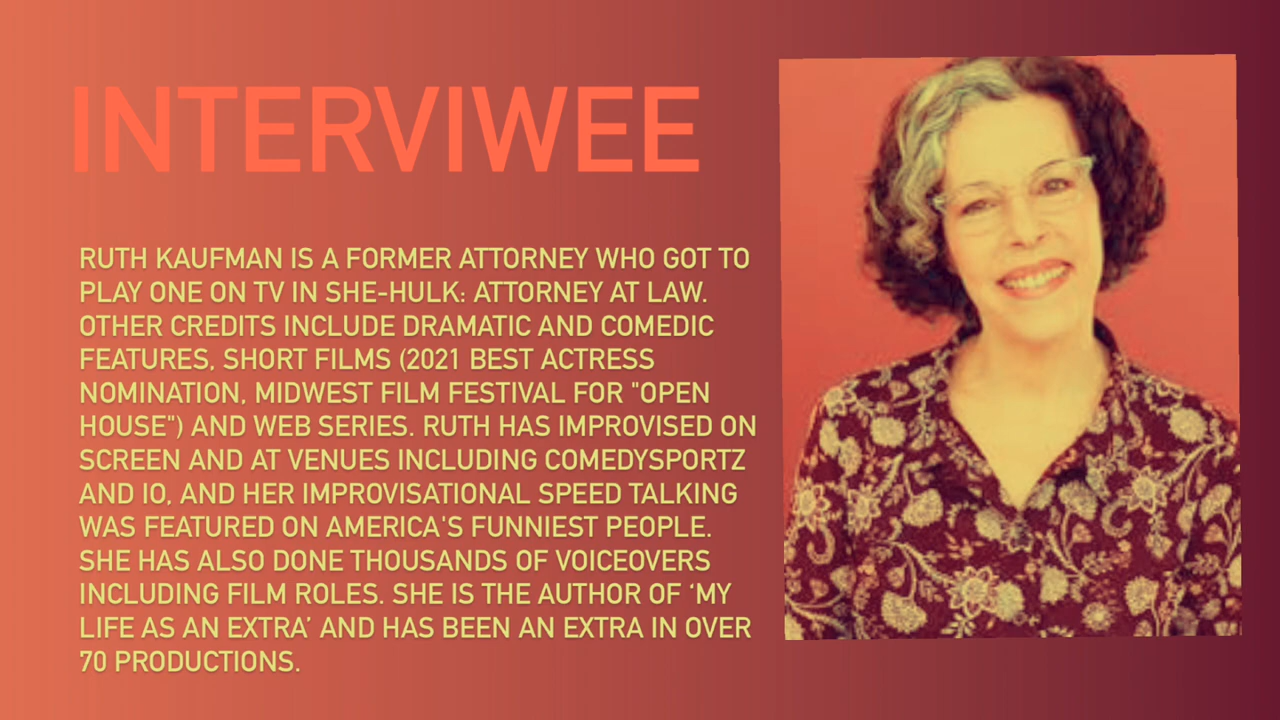 INTERVIWEE
RUTH KAUFMAN IS A FORMER ATTORNEY WHO GOT TO
PLAY ONE ON TV IN SHE-HULK: ATTORNEY AT LAW.
OTHER CREDITS INCLUDE DRAMATIC AND COMEDIC
FEATURES, SHORT FILMS (2021 BEST ACTRESS
NOMINATION, MIDWEST FILM FESTIVAL FOR "OPEN
HOUSE") AND WEB SERIES. RUTH HAS IMPROVISED ON
SCREEN AND AT VENUES INCLUDING COMEDYSPORTZ
AND IO, AND HER IMPROVISATIONAL SPEED TALKING
WAS FEATURED ON AMERICA'S FUNNIEST PEOPLE.
SHE HAS ALSO DONE THOUSANDS OF VOICEOVERS
INCLUDING FILM ROLES. SHE IS THE AUTHOR OF ‘MY
LIFE AS AN EXTRA’ AND HAS BEEN AN EXTRA IN OVER
70 PRODUCTIONS.